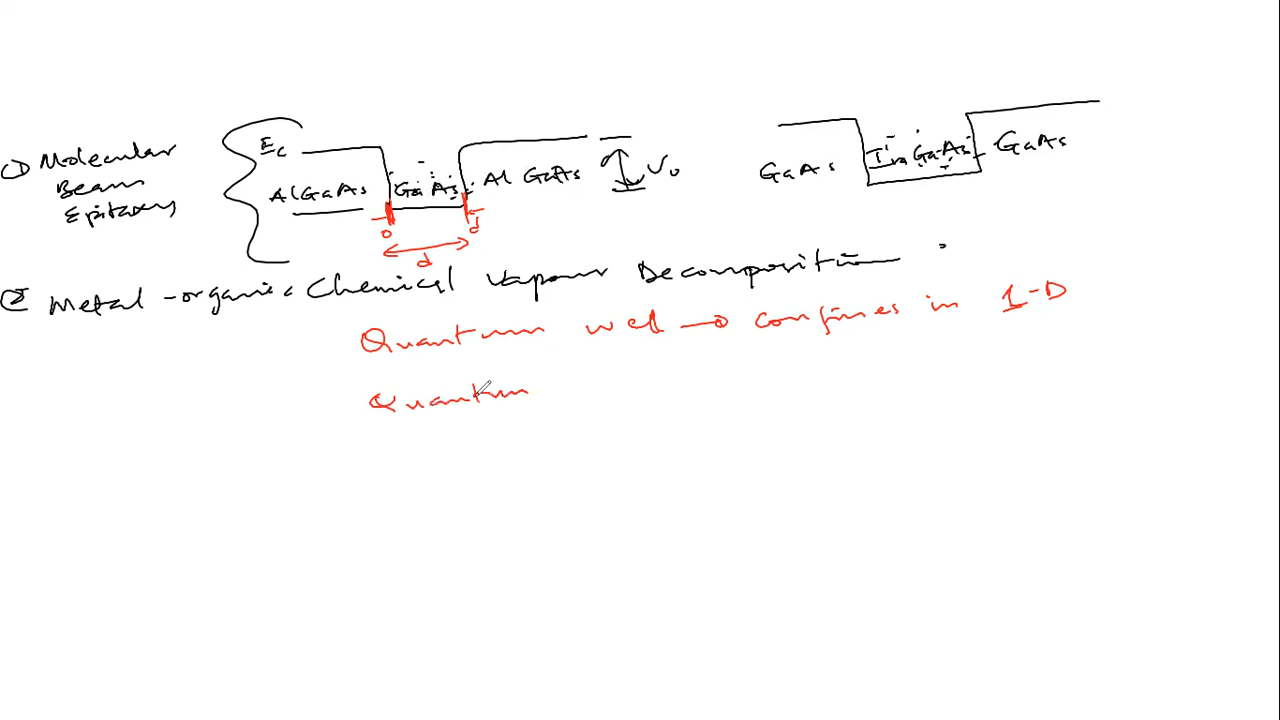 1) Molecular
Beam
Epitaxy
Ec
AlGaAs GaAs AlGaAs V0
0 d
d
GaAs InGaAs GaAs
2 Metal-organic Chemical Vapour Decomposition
Quantum well → confines in 1-D
Quantum